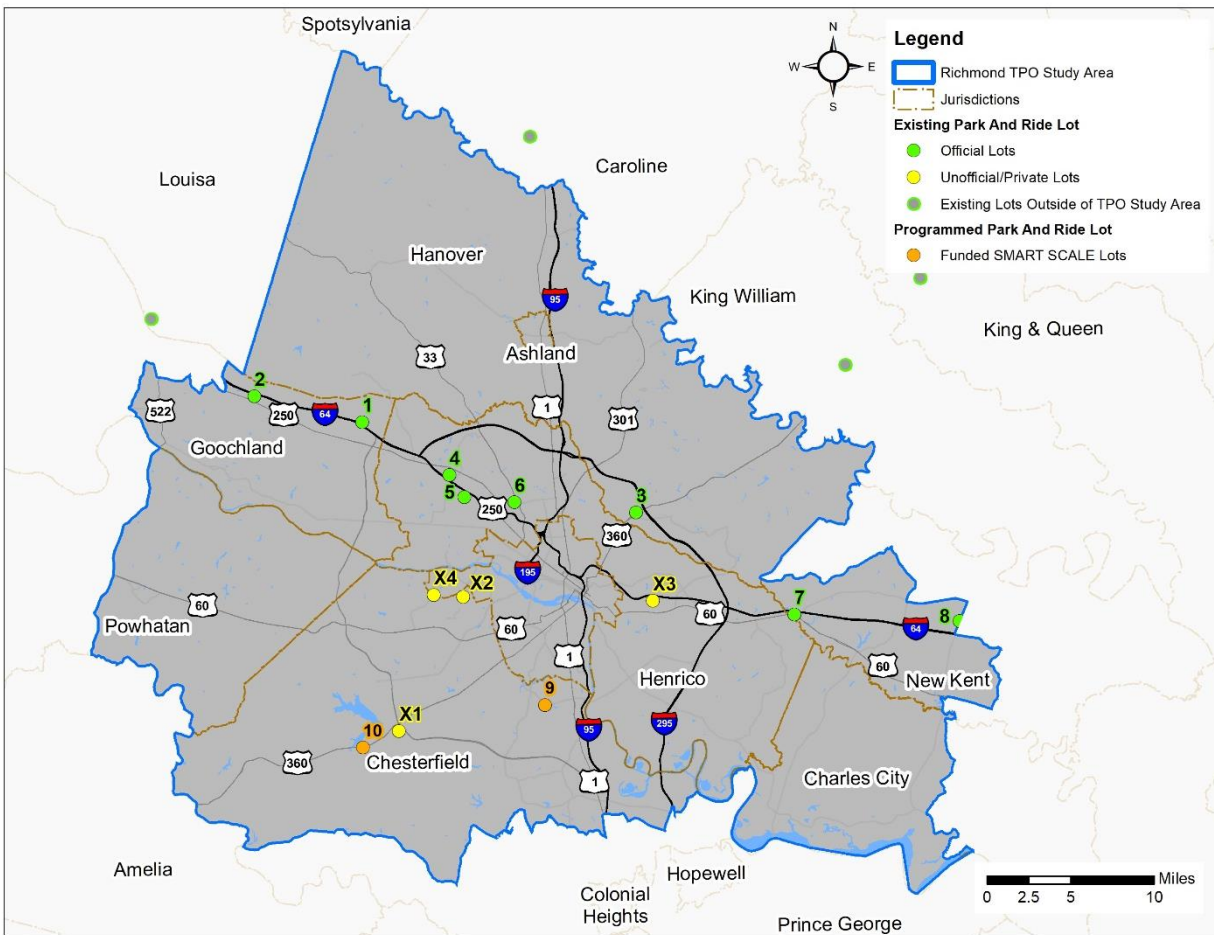 Spotsylvania
N
W
E
S
Legend
Richmond TPO Study Area
Jurisdictions
Existing Park And Ride Lot
Official Lots
Unofficial/Private Lots
Existing Lots Outside of TPO Study Area
Programmed Park And Ride Lot
Funded SMART SCALE Lots
Caroline
Louisa
Hanover
King William
95
King & Queen
33
Ashland
2
1
1
522
250
64
301
Goochland
4
5
6
250
3
360
195
X4
X2
X3
7
8
60
60
60
64
Powhatan
60
1
Henrico
New Kent
9
X1
10
95
295
360
Chesterfield
1
Charles City
Amelia
Hopewell
Colonial
Heights
Prince George
Miles
0
2.5
5
10